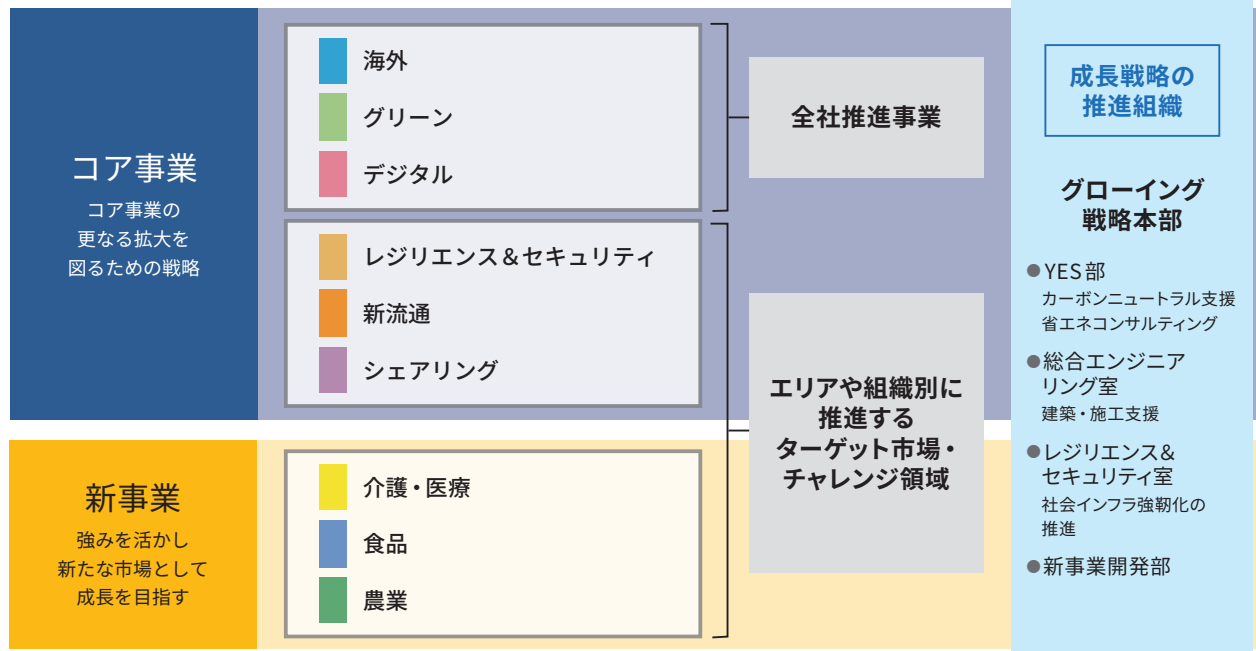 コア事業
コア事業の
更なる拡大を
図るための戦略
海外
グリーン
デジタル
レジリエンス＆セキュリティ
新流通
シェアリング
全社推進事業
新事業
強みを活かし
新たな市場として
成長を目指す
介護・医療
食品
農業
エリアや組織別に
推進する
ターゲット市場・
チャレンジ領域
成長戦略の
推進組織
グローイング
戦略本部
●YES部
カーボンニュートラル支援
省エネコンサルティング
●総合エンジニア
リング室
建築・施工支援
●レジリエンス＆
セキュリティ室
社会インフラ強靭化の
推進
●新事業開発部